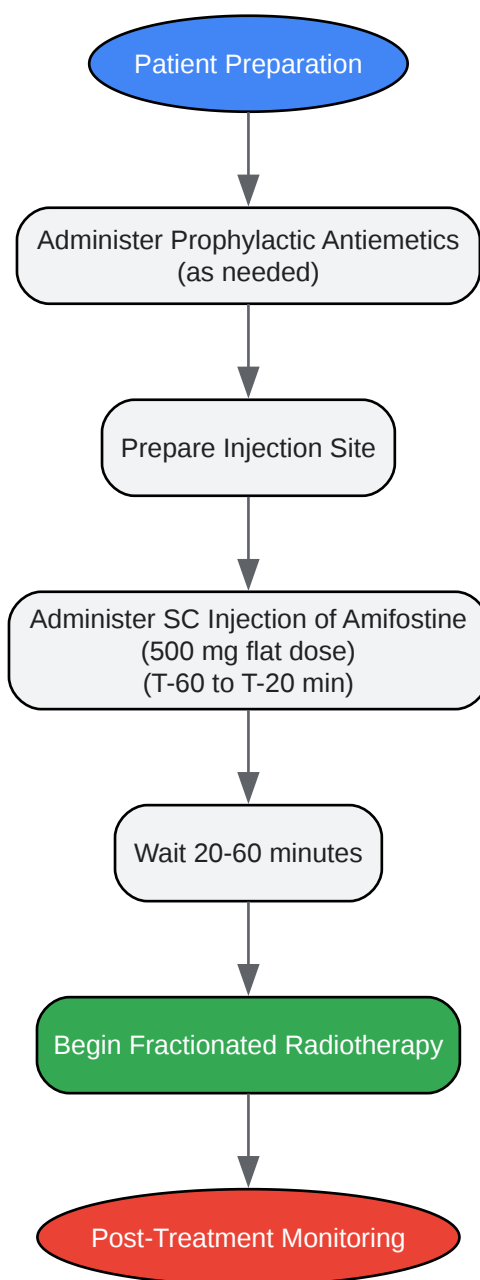 Patient Preparation
Administer Prophylactic Antiemetics
(as needed)
Prepare Injection Site
Administer SC Injection of Amifostine
(500 mg flat dose)
(T-60 to T-20 min)
Wait 20-60 minutes
Begin Fractionated Radiotherapy
Post-Treatment Monitoring